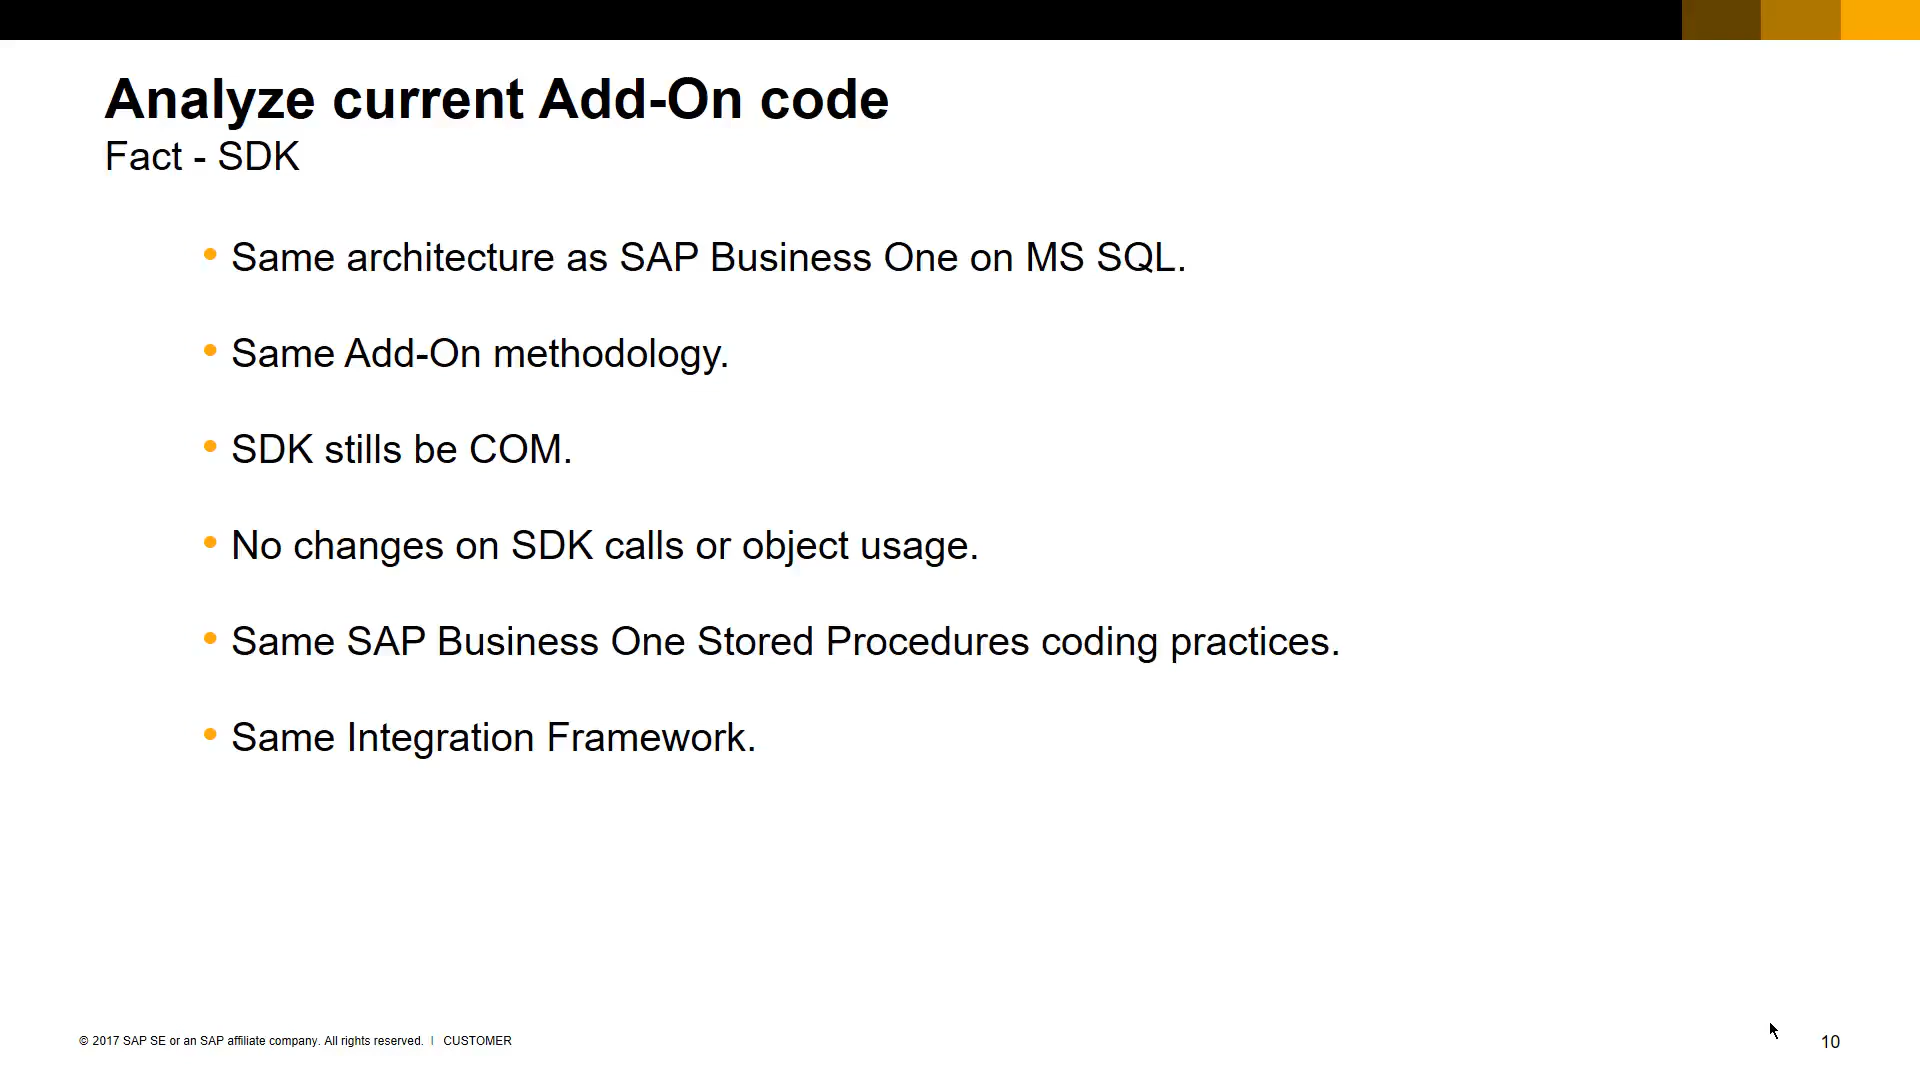 Analyze current Add-On code
Fact - SDK
• Same architecture as SAP Business One on MS SQL.
• Same Add-On methodology.
• SDK stills be COM.
• No changes on SDK calls or object usage.
• Same SAP Business One Stored Procedures coding practices.
• Same Integration Framework.
© 2017 SAP SE or an SAP affiliate company. All rights reserved. | CUSTOMER
10